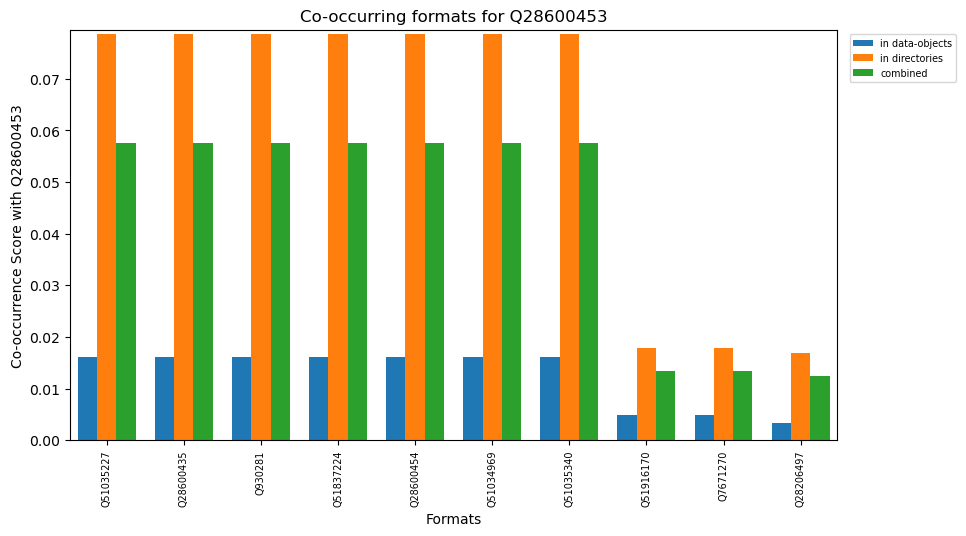 Co-occurring formats for Q28600453
in data-objects
in directories
combined
Co-occurrence Score with Q28600453
0.07
0.06
0.05
0.04
0.03
0.02
0.01
0.00
Q51035227
Q28600435
Q930281
Q51837224
Q28600454
Q51034969
Q51035340
Q51916170
Q7671270
Q28206497
Formats